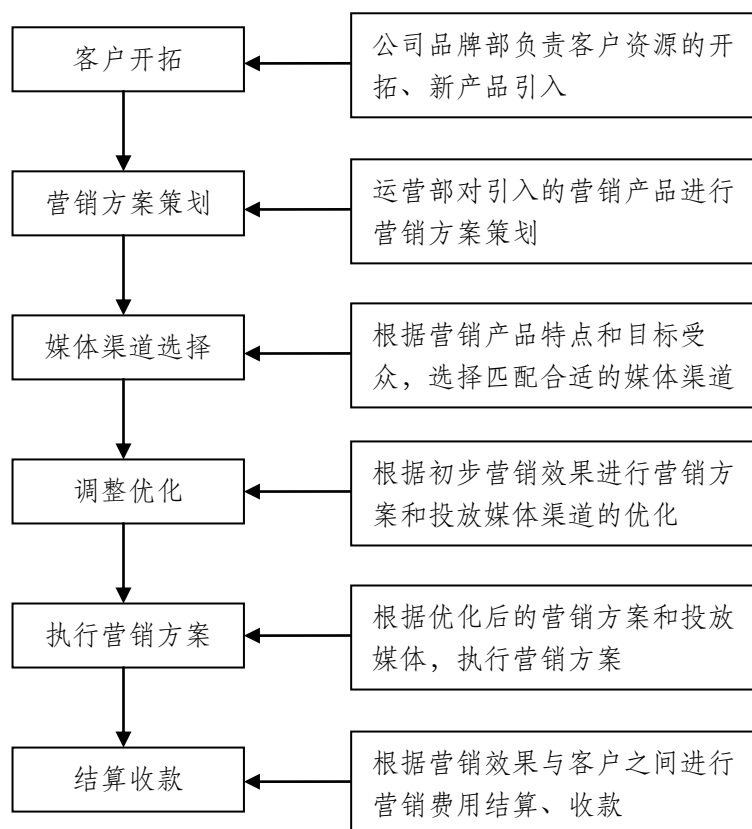 客户开拓
公司品牌部负责客户资源的开
拓、新产品引入
营销方案策划
运营部对引入的营销产品进行
营销方案策划
媒体渠道选择
根据营销产品特点和目标受
众，选择匹配合适的媒体渠道
调整优化
根据初步营销效果进行营销方
案和投放媒体渠道的优化
执行营销方案
根据优化后的营销方案和投放
媒体，执行营销方案
结算收款
根据营销效果与客户之间进行
营销费用结算、收款